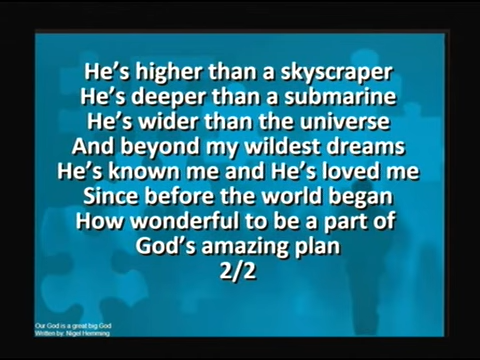 He's higher than a skyscraper
He's deeper than a submarine
He's wider than the universe
And beyond my wildest dreams
He's known me and He's loved me
Since before the world began
How wonderful to be a part of
God's amazing plan
2/2
Our God is a great big God
Written by: Nigel Hemming